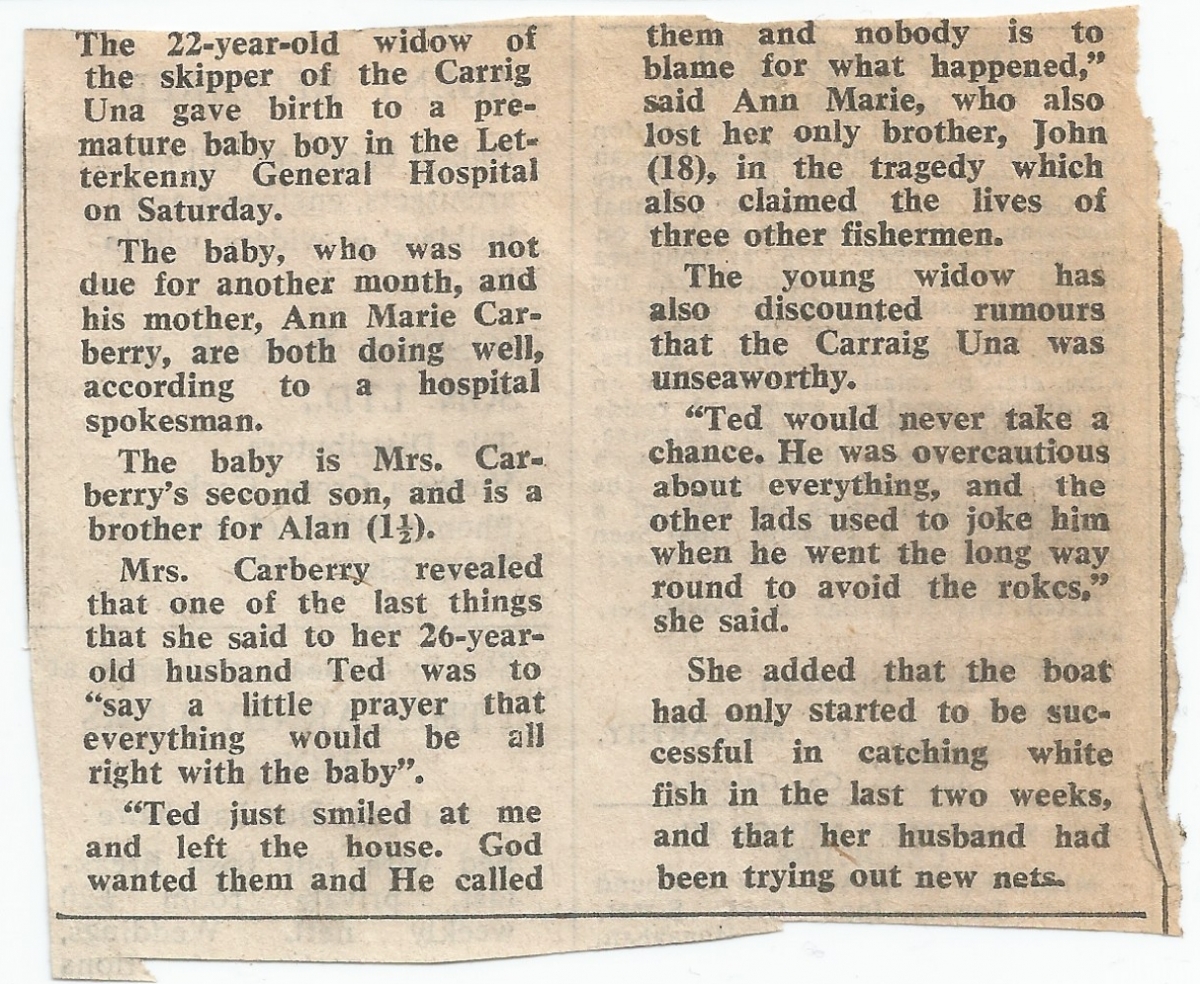 The 22-year-old widow of
the skipper of the Carrig
Una gave birth to a pre-
mature baby boy in the Let-
terkenny General Hospital
on Saturday.
The baby, who was not
due for another month, and
his mother, Ann Marie Car-
berry, are both doing well,
according to a hospital
spokesman.
The baby is Mrs. Car-
berry's second son, and is a
brother for Alan (1½).
Mrs. Carberry revealed
that one of the last things
that she said to her 26-year-
old husband Ted was to
“say a little prayer that
everything would be all
right with the baby”.
“Ted just smiled at me
and left the house. God
wanted them and He called
them and nobody is to
blame for what happened,”
said Ann Marie, who also
lost her only brother, John
(18), in the tragedy which
also claimed the lives of
three other fishermen.
The young widow has
also discounted rumours
that the Carraig Una was
unseaworthy.
“Ted would never take a
chance. He was overcautious
about everything, and the
other lads used to joke him
when he went the long way
round to avoid the rokcs,”
she said.
She added that the boat
had only started to be suc-
cessful in catching white
fish in the last two weeks,
and that her husband had
been trying out new nets.